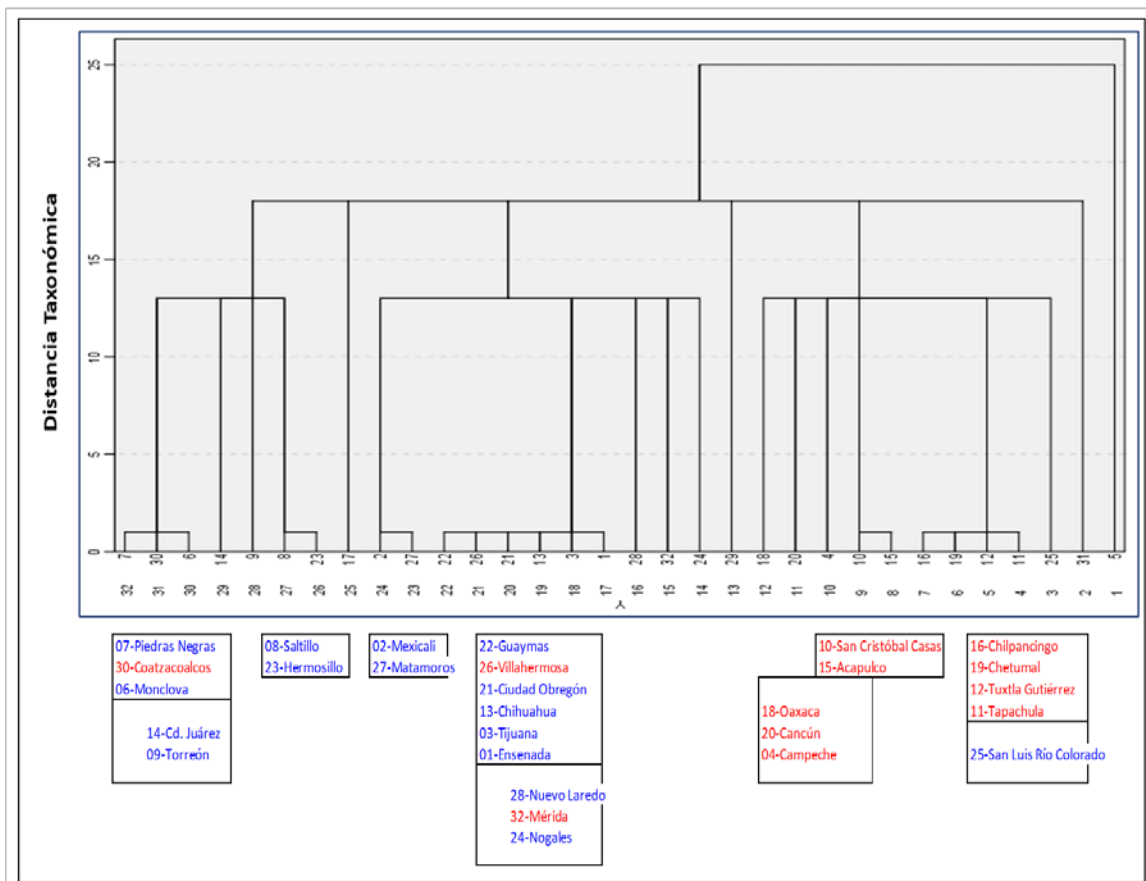 Distancia Taxonómica
25
20
15
10
5
0
7 30 6 14 9 8 23 17 2 27 22 26 21 13 3 1 28 32 24 29 18 20 4 10 15 16 19 12 11 25 31 5
32 31 30 29 28 27 26 25 24 23 22 21 20 19 18 17 16 15 14 13 12 11 10 9 8 7 6 5 4 3 2 1
Y
07-Piedras Negras
30-Coatzacoalcos
06-Monclova
14-Cd. Juárez
09-Torreón
08-Saltillo
23-Hermosillo
02-Mexicali
27-Matamoros
22-Guaymas
26-Villahermosa
21-Ciudad Obregón
13-Chihuahua
03-Tijuana
01-Ensenada
28-Nuevo Laredo
32-Mérida
24-Nogales
10-San Cristóbal Casas
15-Acapulco
18-Oaxaca
20-Cancún
04-Campeche
16-Chilpancingo
19-Chetumal
12-Tuxtla Gutiérrez
11-Tapachula
25-San Luis Río Colorado